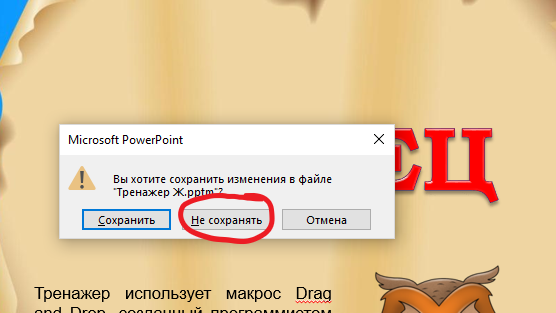 Microsoft PowerPoint
Вы хотите сохранить изменения в файле
"Тренажер Ж.pptm"?
ЕЦ
Сохранить
Не сохранять
Отмена
Тренажер использует макрос Drag
and Drop, созданный программистом